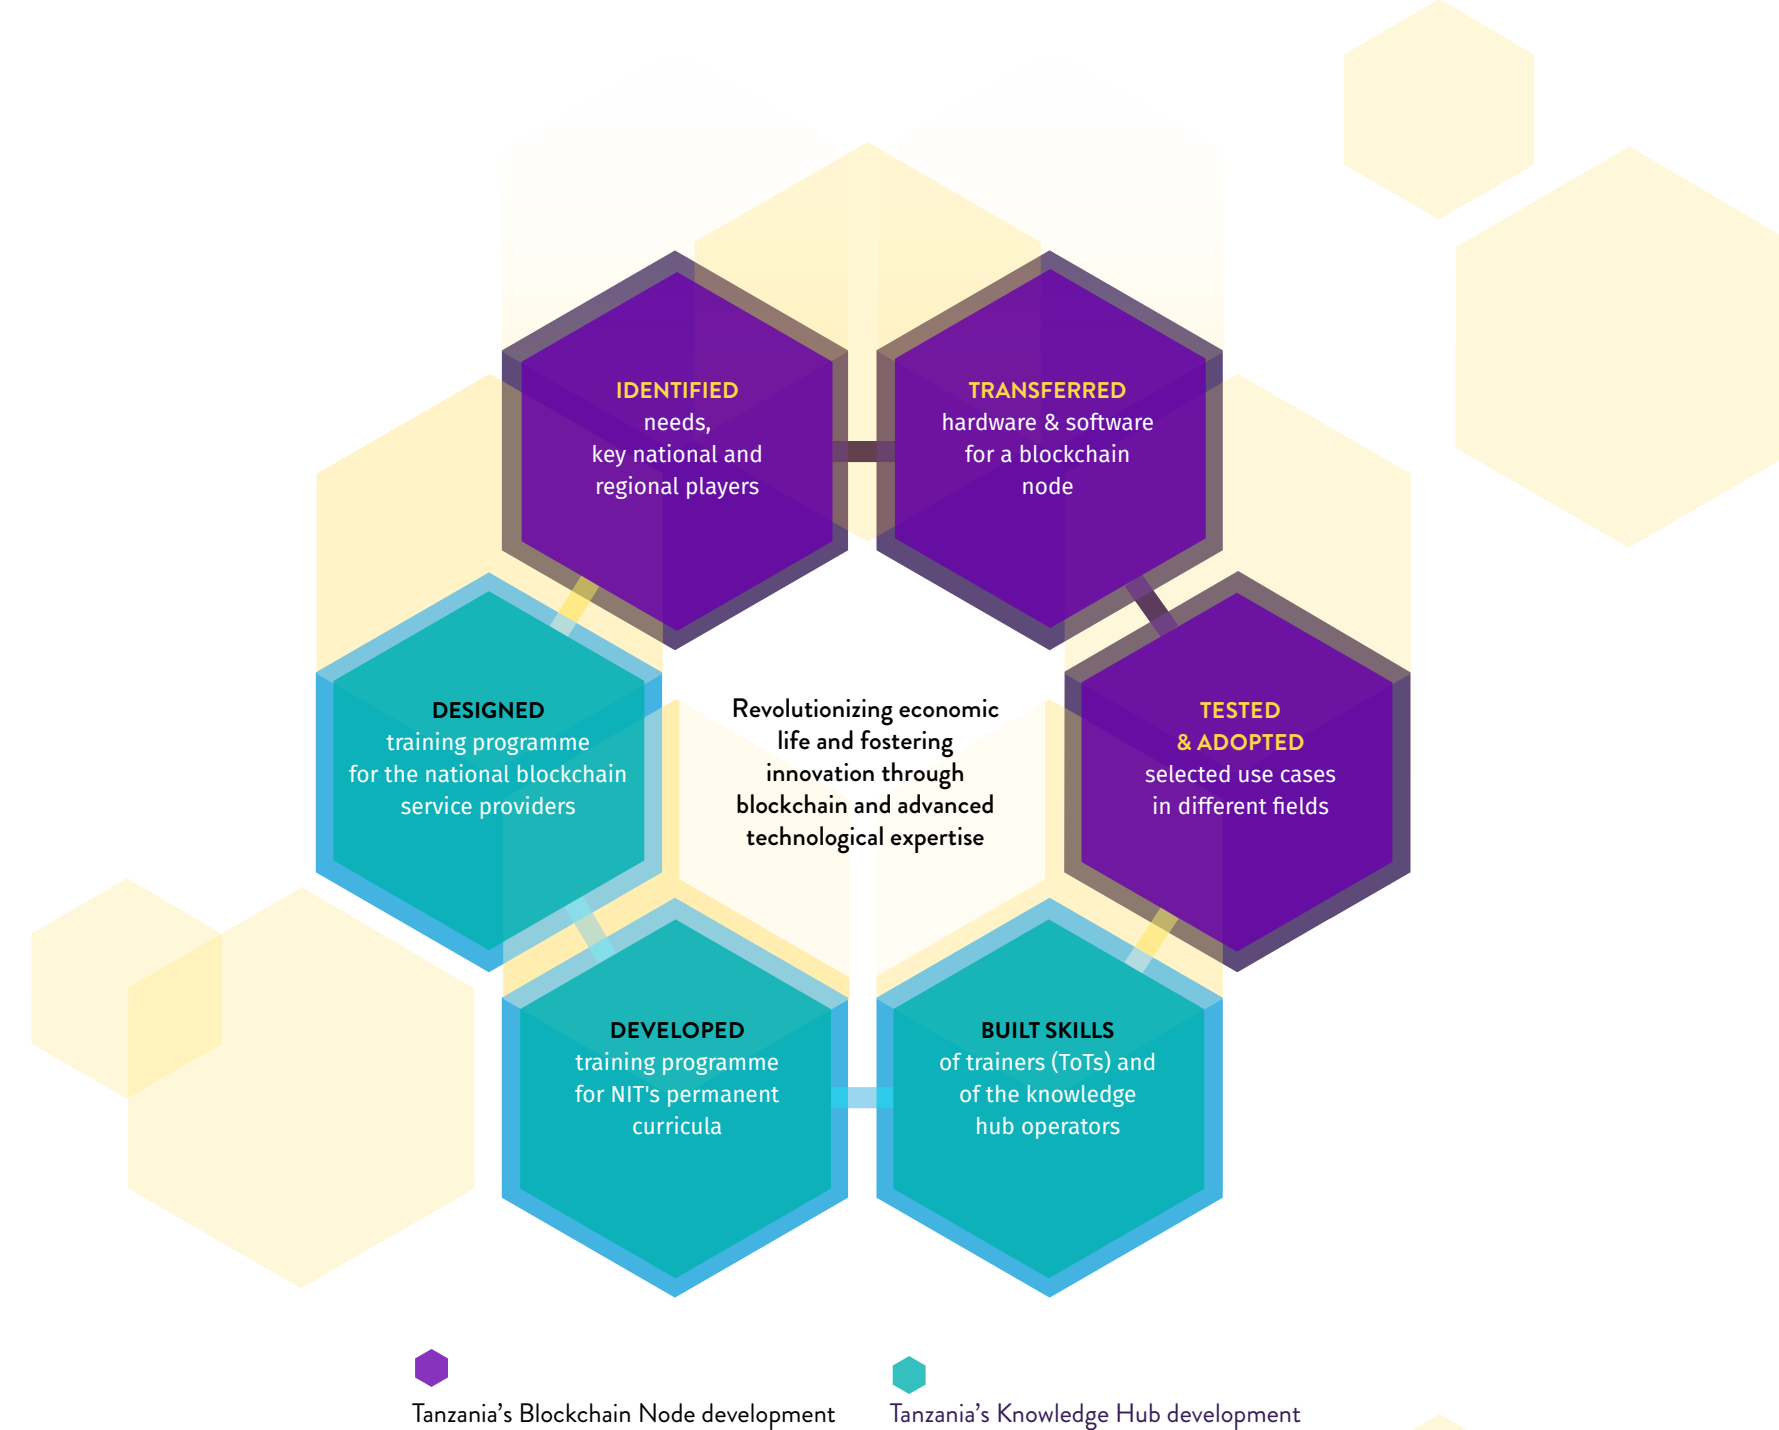 IDENTIFIED
needs,
key national and
regional players
TRANSFERRED
hardware & software
for a blockchain
node
DESIGNED
training programme
for the national blockchain
service providers
Revolutionizing economic
life and fostering
innovation through
blockchain and advanced
technological expertise
TESTED
& ADOPTED
selected use cases
in different fields
DEVELOPED
training programme
for NIT's permanent
curricula
BUILT SKILLS
of trainers (ToTs) and
of the knowledge
hub operators
Tanzania’s Blockchain Node development
Tanzania’s Knowledge Hub development